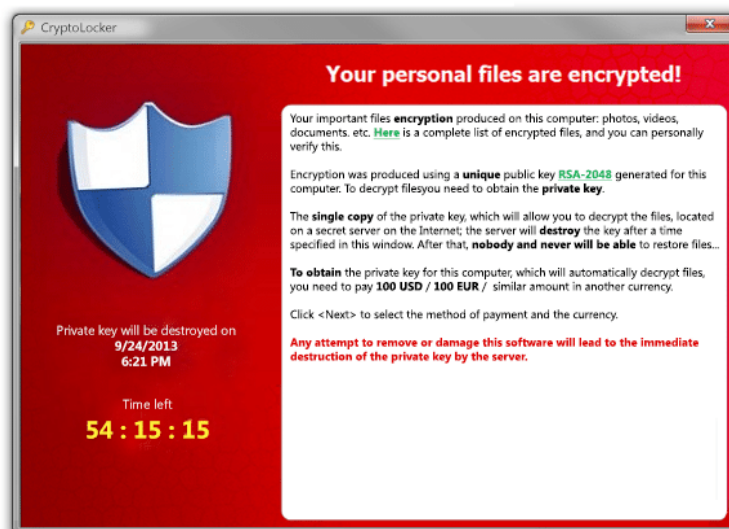 CryptoLocker
Your personal files are encrypted!
Your important files encryption produced on this computer: photos, videos,
documents. etc. Here is a complete list of encrypted files, and you can personally
verify this.
Encryption was produced using a unique public key RSA-2048 generated for this
computer. To decrypt filesyou need to obtain the private key.
The single copy of the private key, which will allow you to decrypt the files, located
on a secret server on the Internet; the server will destroy the key after a time
specified in this window. After that, nobody and never will be able to restore files...
To obtain the private key for this computer, which will automatically decrypt files,
you need to pay 100 USD / 100 EUR / similar amount in another currency.
Click <Next> to select the method of payment and the currency.
Any attempt to remove or damage this software will lead to the immediate
destruction of the private key by the server.
Private key will be destroyed on
9/24/2013
6:21 PM
Time left
54 : 15 : 15